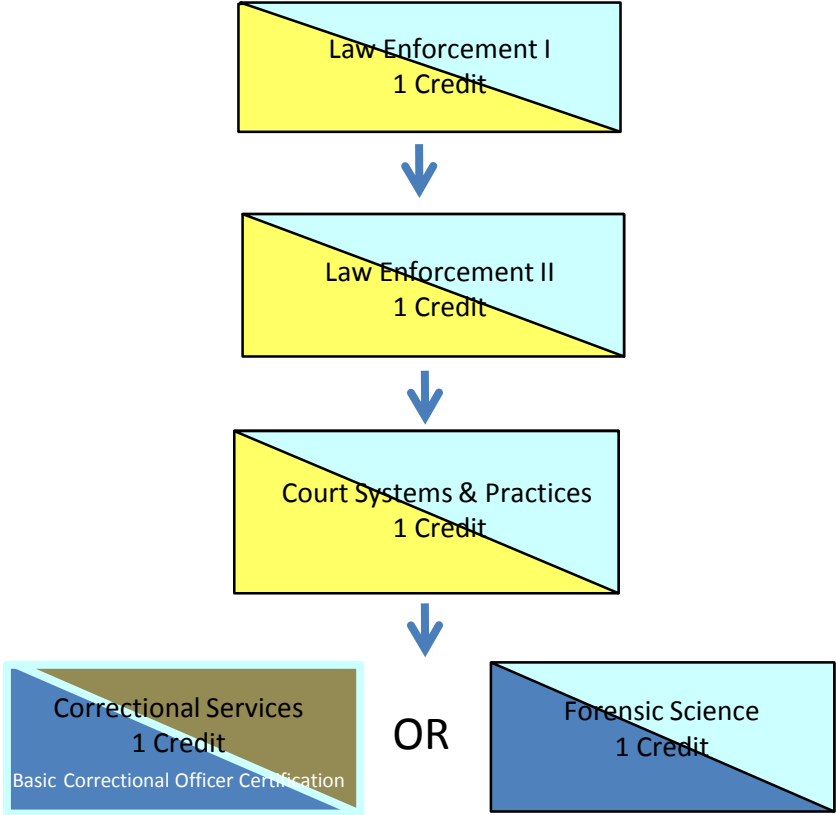 Law Enforcement I
1 Credit
Law Enforcement II
1 Credit
Court Systems & Practices
1 Credit
Correctional Services
1 Credit
Basic Correctional Officer Certification
OR
Forensic Science
1 Credit